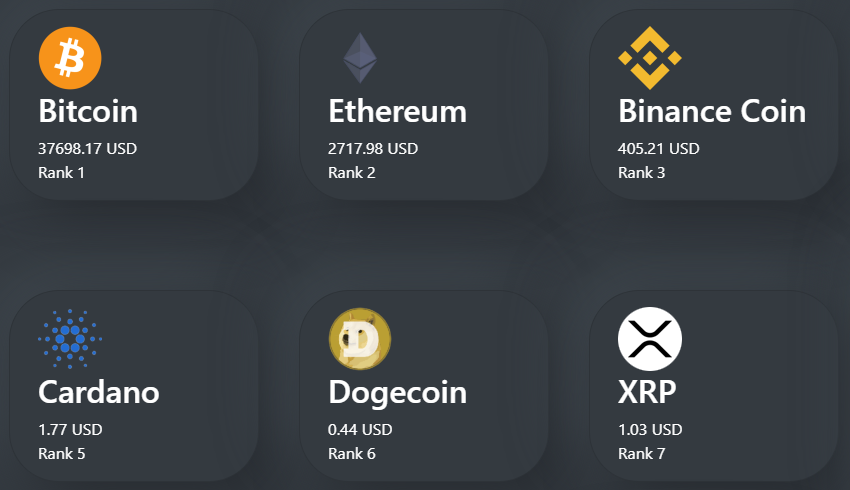 Bitcoin
37698.17 USD
Rank 1
Ethereum
2717.98 USD
Rank 2
Binance Coin
405.21 USD
Rank 3
Cardano
1.77 USD
Rank 5
Dogecoin
0.44 USD
Rank 6
XRP
1.03 USD
Rank 7